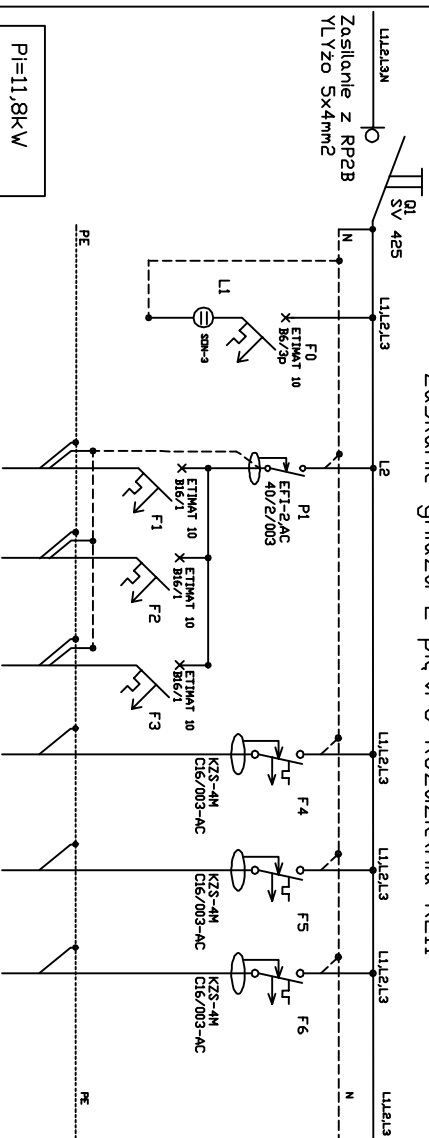 L1,L2,L3,N
Zasilanie z RP2B
YLYżo 5x4mm2
Pi=11,8kW
Q1
SV 425
N
PE
L1,L2,L3
F0
ETIMAT 10
B6/3p
L1
SON-3
L2
P1
EFI-2,AC
40/2/003
ETIMAT 10
B16/1
F1
ETIMAT 10
B16/1
F2
ETIMAT 10
B16/1
F3
L1,L2,L3
F4
KZS-4M
C16/003-AC
L1,L2,L3
F5
KZS-4M
C16/003-AC
L1,L2,L3
F6
KZS-4M
C16/003-AC
L1,L2,L3
N
PE